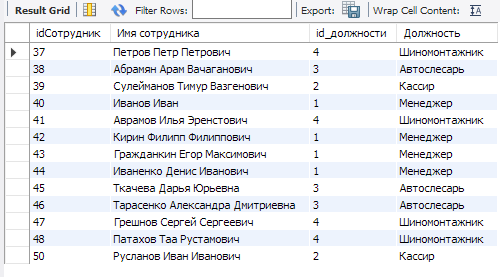 Result Grid Filter Rows: Export: Wrap Cell Content:
idСотрудник Имя сотрудника id_должности Должность
37 Петров Петр Петрович 4 Шиномонтажник
38 Абрамян Арам Вачаганович 3 Автослесарь
39 Сулейманов Тимур Вазгенович 2 Кассир
40 Иванов Иван 1 Менеджер
41 Аврамов Илья Эренстович 4 Шиномонтажник
42 Кирин Филипп Филиппович 1 Менеджер
43 Гражданкин Егор Максимович 1 Менеджер
44 Иваненко Денис Иванович 1 Менеджер
45 Ткачева Дарья Юрьевна 3 Автослесарь
46 Тарасенко Александра Дмитриевна 3 Автослесарь
47 Грешнов Сергей Сергеевич 4 Шиномонтажник
48 Патахов Таа Рустамович 4 Шиномонтажник
50 Русланов Иван Иванович 2 Кассир